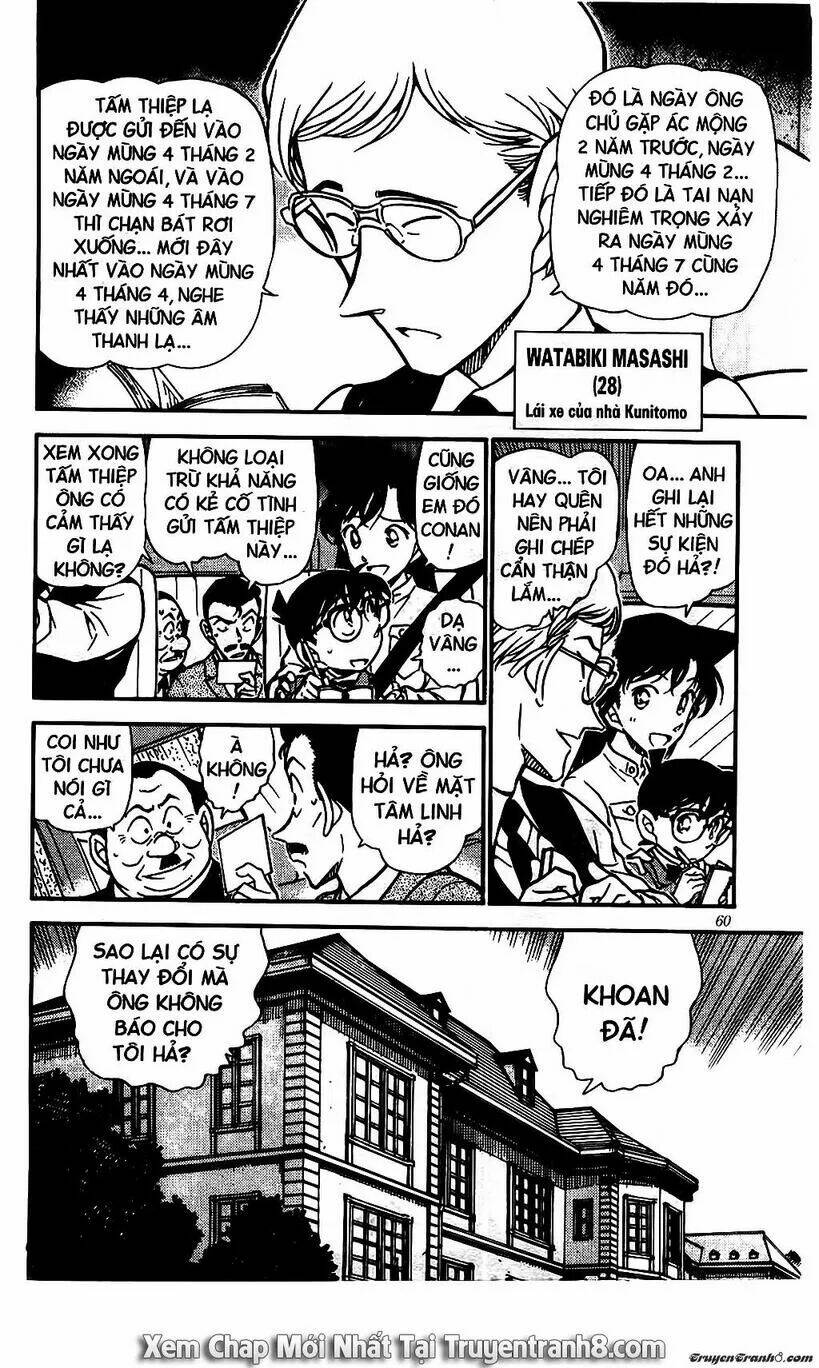 ĐÓ LÀ NGÀY ÔNG
CHỦ GẶP ÁC MỘNG
2 NĂM TRƯỚC, NGÀY
MÙNG 4 THÁNG 2...
TIẾP ĐÓ LÀ TAI NẠN
NGHIÊM TRỌNG XẢY
RA NGÀY MÙNG
4 THÁNG 7 CÙNG
NĂM ĐÓ...
TẤM THIỆP LẠ
ĐƯỢC GỬI ĐẾN VÀO
NGÀY MÙNG 4 THÁNG 2
NĂM NGOÁI, VÀ VÀO
NGÀY MÙNG 4 THÁNG 7
THÌ CHẠN BÁT RƠI
XUỐNG... MỚI ĐÂY
NHẤT VÀO NGÀY MÙNG
4 THÁNG 4, NGHE
THẤY NHỮNG ÂM
THANH LẠ...
WATABIKI MASASHI
(28)
Lái xe của nhà Kunitomo
OA... ANH
GHI LẠI
HẾT NHỮNG
SỰ KIỆN
ĐÓ HẢ?!
VÂNG... TÔI
HAY QUÊN
NÊN PHẢI
GHI CHÉP
CẨN THẬN
LẮM...
CŨNG
GIỐNG
EM ĐÓ
CONAN
!
DẠ
VÂNG
...
KHÔNG LOẠI
TRỪ KHẢ NĂNG
CÓ KẺ CỐ TÌNH
GỬI TẤM THIỆP
NÀY...
XEM XONG
TẤM THIỆP
ÔNG CÓ
CẢM THẤY
GÌ LẠ
KHÔNG?
HẢ? ÔNG
HỎI VỀ MẶT
TÂM LINH
HẢ?
À
KHÔNG
!
COI NHƯ
TÔI CHƯA
NÓI GÌ
CẢ...
60
KHOAN
ĐÃ!
SAO LẠI CÓ SỰ
THAY ĐỔI MÀ
ÔNG KHÔNG
BÁO CHO
TÔI HẢ?
Xem Chap Mới Nhất Tại Truyentranh8.com
TruyenTranh8.com